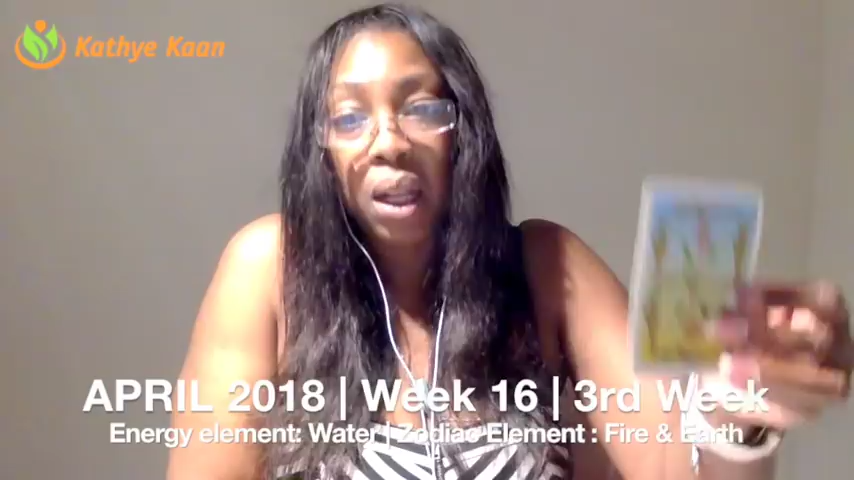 Kathye Kaan
APRIL 2018 | Week 16 | 3rd Week
Energy element: Water | Zodiac Element : Fire & Earth